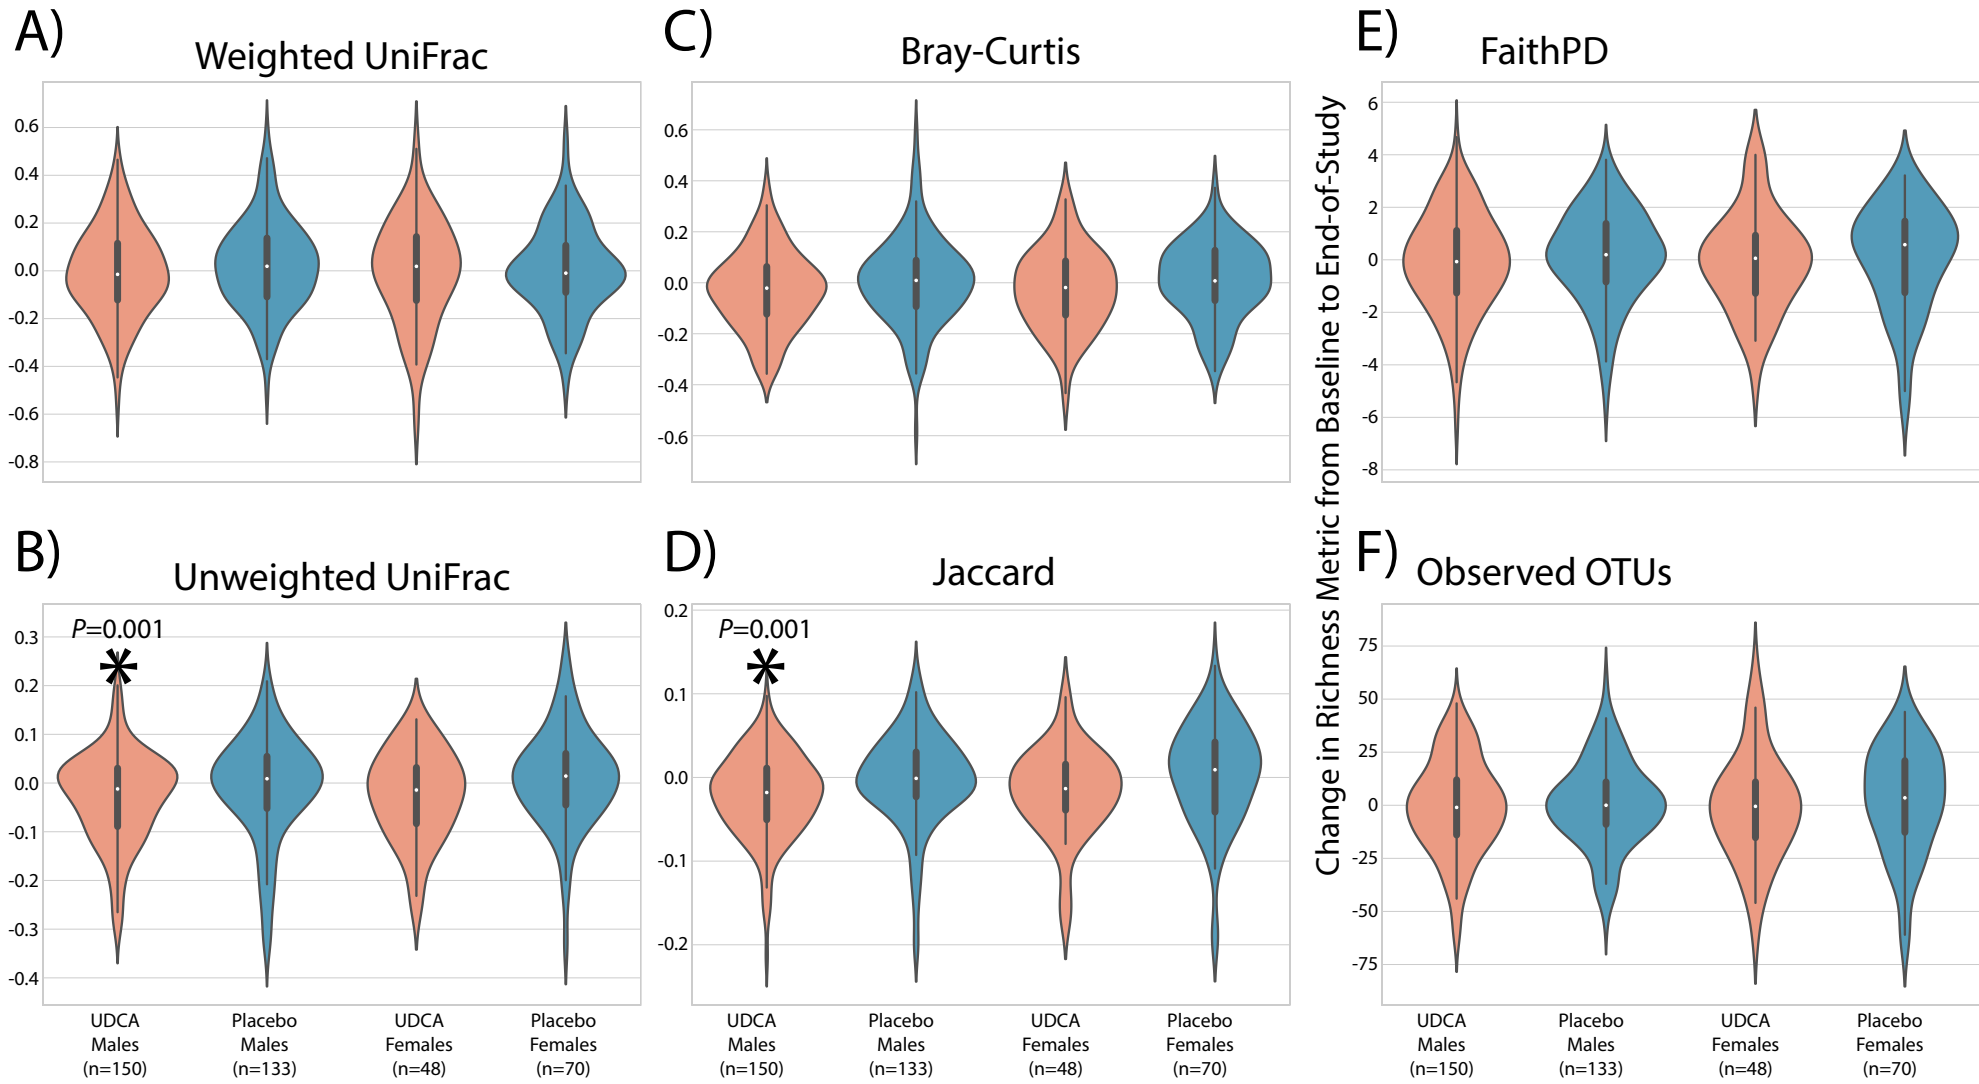 A)
Weighted UniFrac
0.6
0.4
0.2
0.0
-0.2
-0.4
-0.6
-0.8
B)
Unweighted UniFrac
P=0.001
*
0.3
0.2
0.1
0.0
-0.1
-0.2
-0.3
-0.4
UDCA
Males
(n=150)
Placebo
Males
(n=133)
UDCA
Females
(n=48)
Placebo
Females
(n=70)
C)
Bray-Curtis
0.6
0.4
0.2
0.0
-0.2
-0.4
-0.6
D)
Jaccard
P=0.001
*
0.2
0.1
0.0
-0.1
-0.2
UDCA
Males
(n=150)
Placebo
Males
(n=133)
UDCA
Females
(n=48)
Placebo
Females
(n=70)
Change in Richness Metric from Baseline to End-of-Study
E)
FaithPD
6
4
2
0
-2
-4
-6
-8
F)
Observed OTUs
75
50
25
0
-25
-50
-75
UDCA
Males
(n=150)
Placebo
Males
(n=133)
UDCA
Females
(n=48)
Placebo
Females
(n=70)